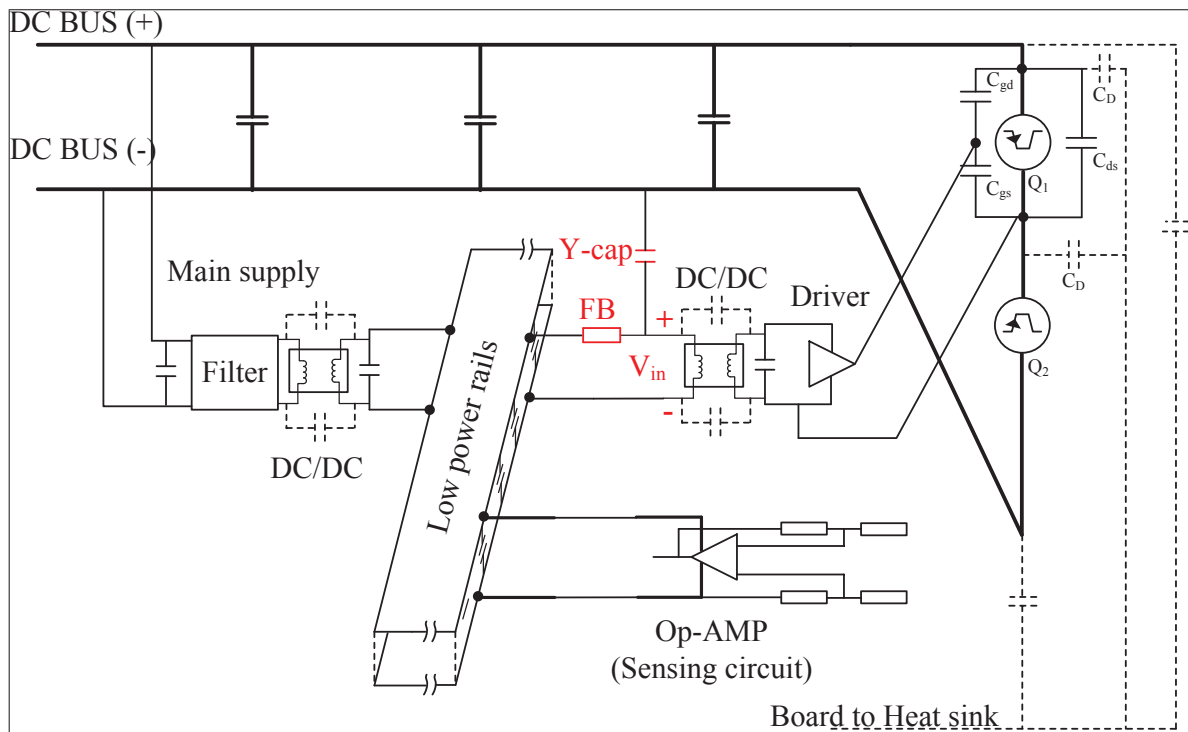 DC BUS (+)
C_gd
C_D
DC BUS (-)
C_ds
C_gs
Q_1
Y-cap
Main supply
DC/DC
C_D
Driver
FB
+
V_in
Filter
Q_2
-
DC/DC
Low power rails
Op-AMP
(Sensing circuit)
Board to Heat sink